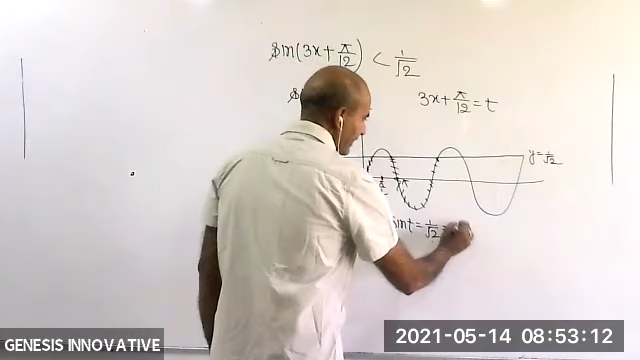 sin(3x + π/12) < 1/√2
3x + π/12 = t
y = 1/√2
sin t = 1/√2 =
GENESIS INNOVATIVE
2021-05-14 08:53:12